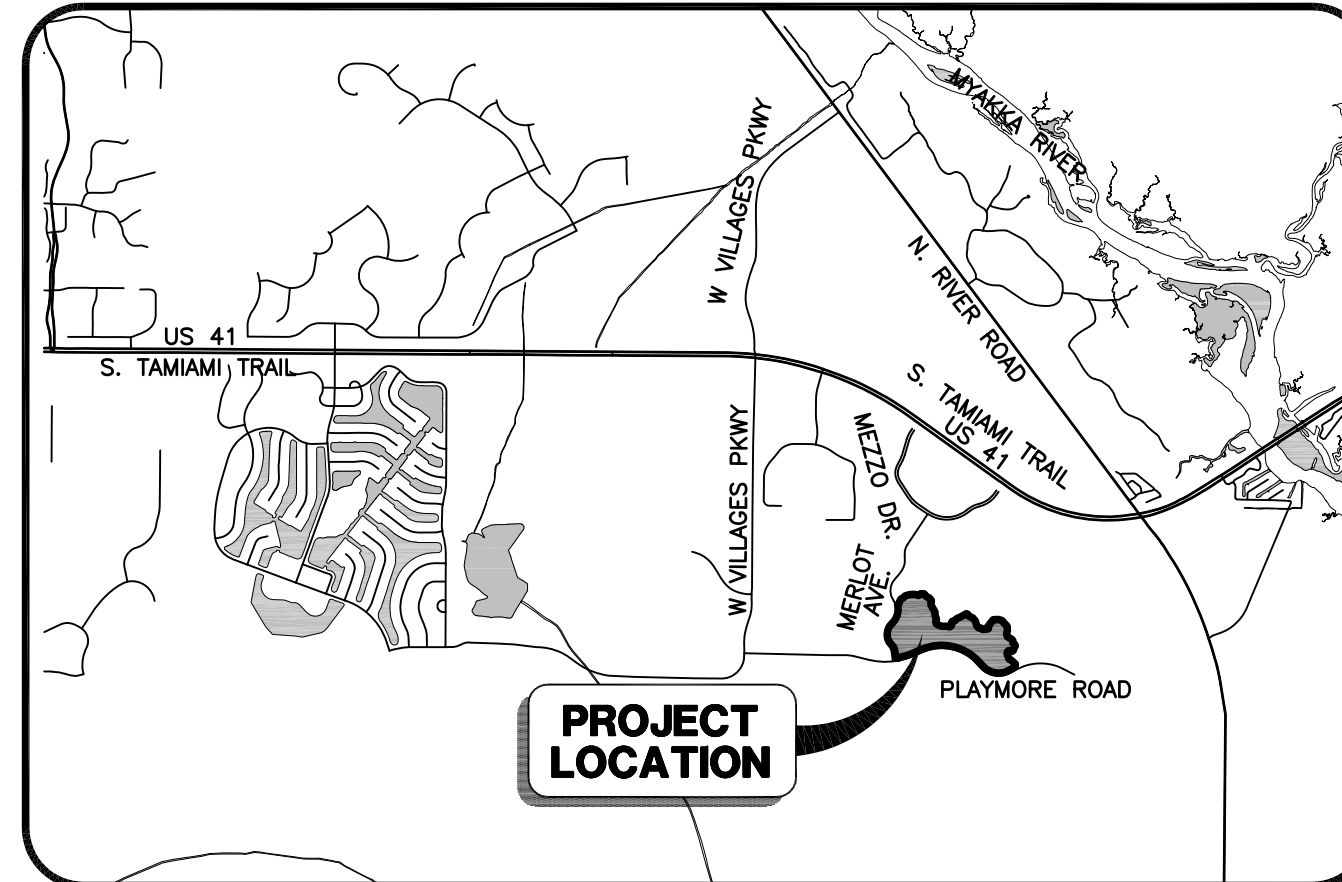 MYAKKA RIVER
W VILLAGES PKWY
N. RIVER ROAD
US 41
S. TAMIAMI TRAIL
S. TAMIAMI TRAIL
US 41
W VILLAGES PKWY
MEZZO DR.
MERLOT
AVE.
PLAYMORE ROAD
PROJECT
LOCATION